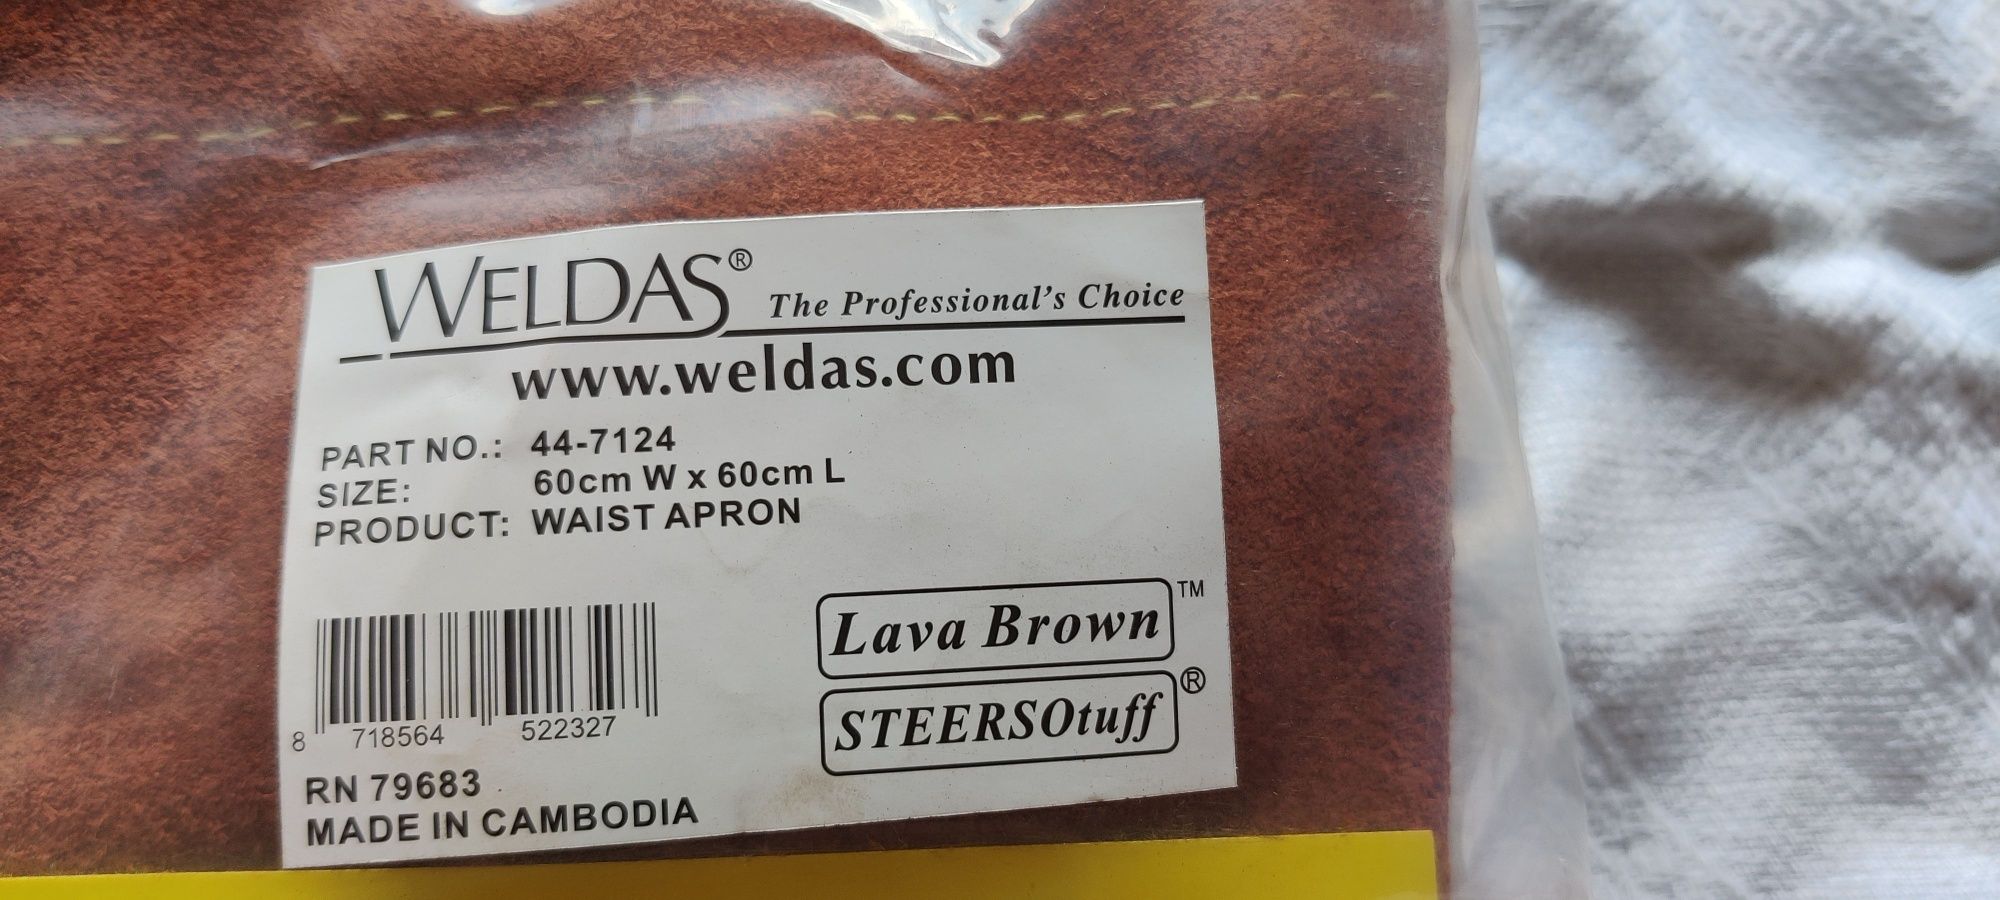 WELDAS® The Professional's Choice
www.weldas.com
PART NO.: 44-7124
SIZE: 60cm W x 60cm L
PRODUCT: WAIST APRON
Lava Brown™
STEERSOtuff®
8 718564 522327
RN 79683
MADE IN CAMBODIA